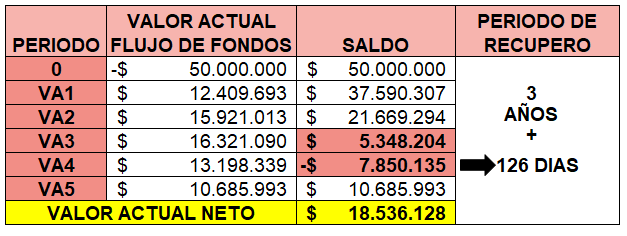 PERIODO VALOR ACTUAL FLUJO DE FONDOS SALDO PERIODO DE RECUPERO
0 -$ 50.000.000 $ 50.000.000
VA1 $ 12.409.693 $ 37.590.307
VA2 $ 15.921.013 $ 21.669.294
VA3 $ 16.321.090 $ 5.348.204
VA4 $ 13.198.339 -$ 7.850.135
VA5 $ 10.685.993 $ 10.685.993
VALOR ACTUAL NETO $ 18.536.128
3
AÑOS
+
126 DIAS